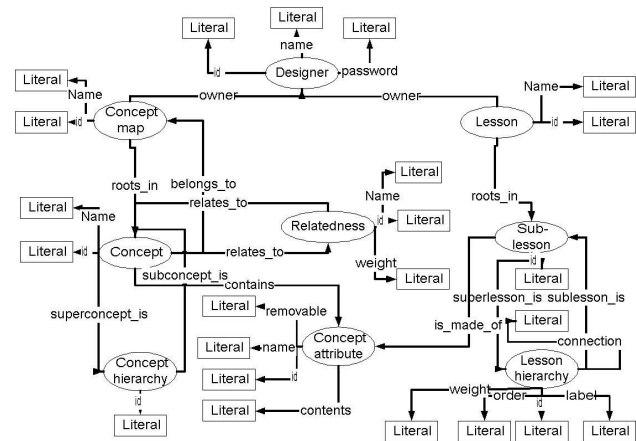 Literal
Literal
Literal
name
id
Designer
password
Literal
Name
Literal
id
Concept
map
owner
owner
Lesson
Name
Literal
id
Literal
roots_in
belongs_to
relates_to
roots_in
Literal
Name
Literal
id
Concept
relates_to
Relatedness
Name
Literal
id
Literal
weight
Literal
Sub-
lesson
id
Literal
subconcept_is
contains
superconcept_is
superlesson_is
sublesson_is
Literal
removable
Literal
name
Literal
id
Literal
contents
Concept
attribute
is_made_of
Literal
connection
Concept
hierarchy
id
Literal
Lesson
hierarchy
weight
order
id
label
Literal
Literal
Literal
Literal